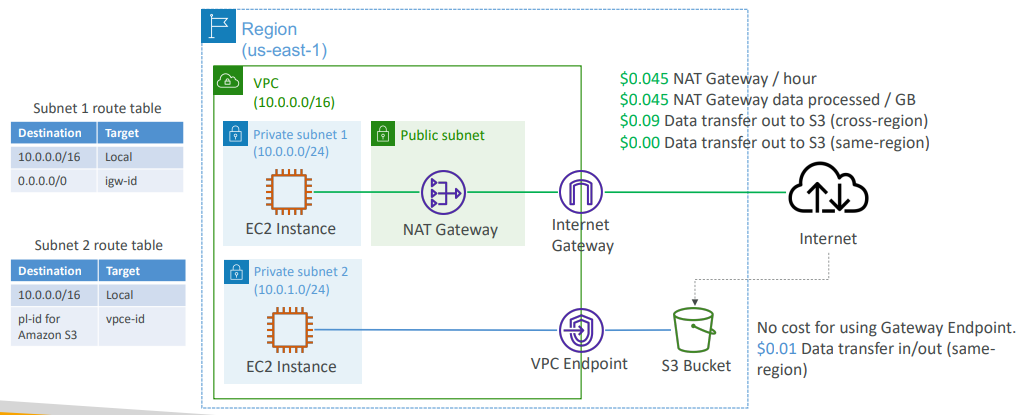 Region
(us-east-1)
VPC
(10.0.0.0/16)
$0.045 NAT Gateway / hour
$0.045 NAT Gateway data processed / GB
$0.09 Data transfer out to S3 (cross-region)
$0.00 Data transfer out to S3 (same-region)
Subnet 1 route table
Destination Target
10.0.0.0/16 Local
0.0.0.0/0 igw-id
Private subnet 1
(10.0.0.0/24)
EC2 Instance
Public subnet
NAT Gateway
Internet
Gateway
Internet
Subnet 2 route table
Destination Target
10.0.0.0/16 Local
pl-id for vpce-id
Amazon S3
Private subnet 2
(10.0.1.0/24)
EC2 Instance
VPC Endpoint
S3 Bucket
No cost for using Gateway Endpoint.
$0.01 Data transfer in/out (same-
region)